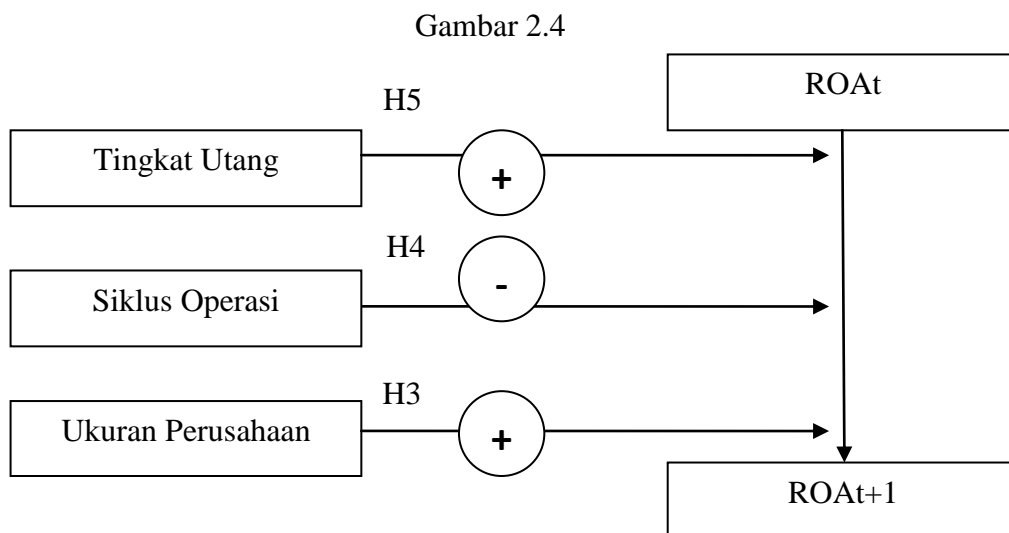 Gambar 2.4
ROAt
H5
Tingkat Utang
+
H4
Siklus Operasi
-
H3
Ukuran Perusahaan
+
ROAt+1